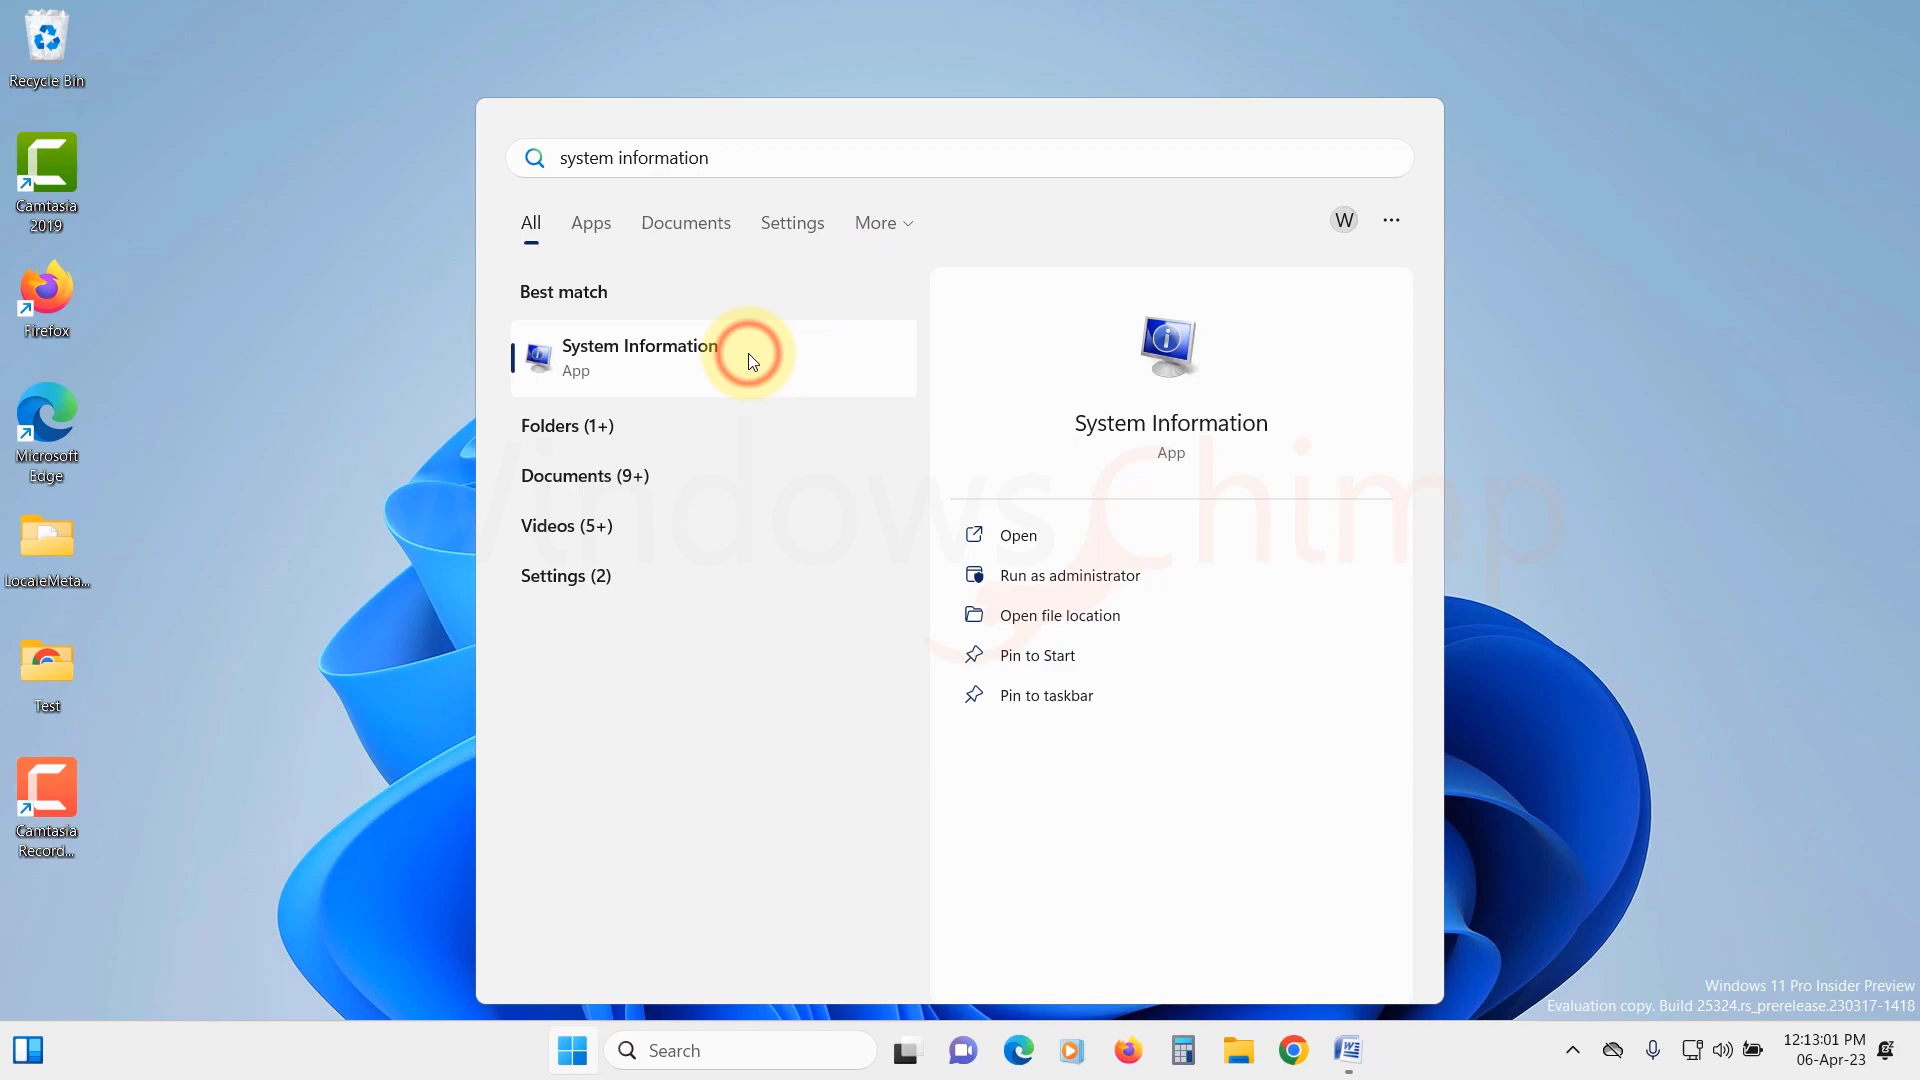 Recycle Bin
Camtasia
2019
Firefox
Microsoft
Edge
LocaleMeta...
Test
Camtasia
Record...
system information
All
Apps
Documents
Settings
More
W
Best match
System Information
App
Folders (1+)
Documents (9+)
Videos (5+)
Settings (2)
System Information
App
Open
Run as administrator
Open file location
Pin to Start
Pin to taskbar
Windows Chimp
Windows 11 Pro Insider Preview
Evaluation copy. Build 25324.rs_prerelease.230317-1418
Search
12:13:01 PM
06-Apr-23